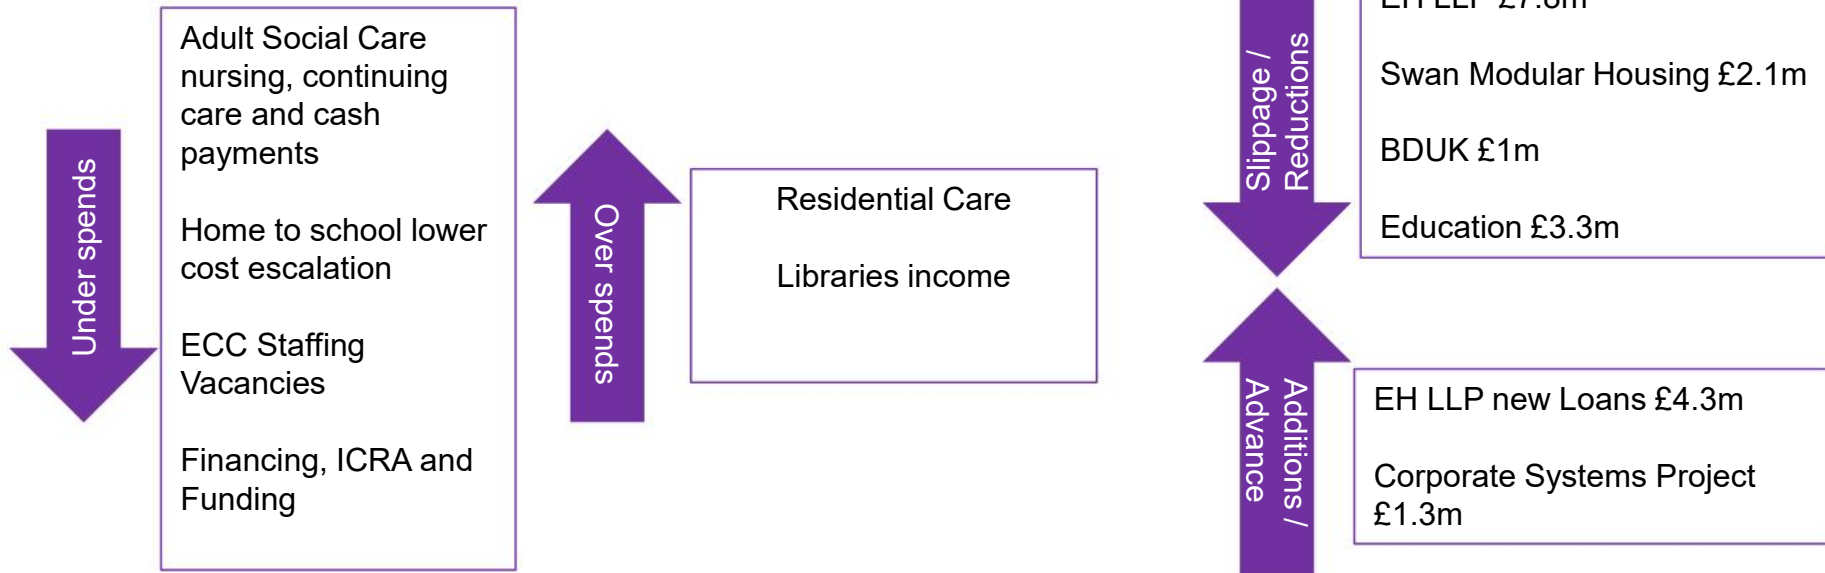 Under spends
Adult Social Care
nursing, continuing
care and cash
payments
Home to school lower
cost escalation
ECC Staffing
Vacancies
Financing, ICRA and
Funding
Over spends
Residential Care
Libraries income
Slippage /
Reductions
EH LLP
Swan Modular Housing £2.1m
BDUK £1m
Education £3.3m
Additions /
Advance
EH LLP new Loans £4.3m
Corporate Systems Project
£1.3m